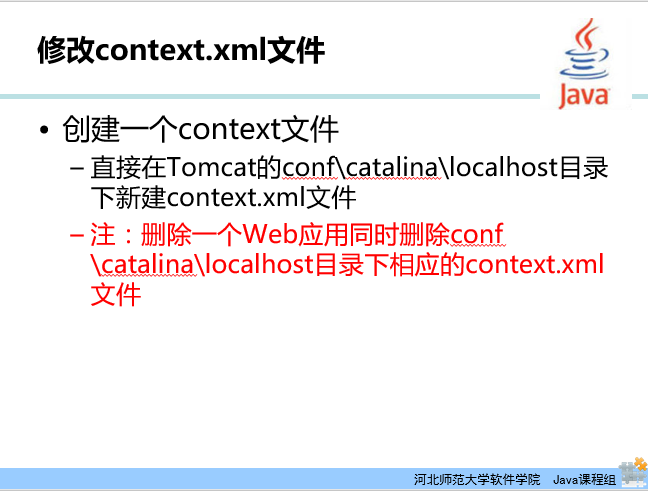 修改context.xml文件
Java
• 创建一个context文件
– 直接在Tomcat的conf\catalina\localhost目录
下新建context.xml文件
– 注：删除一个Web应用同时删除conf
\catalina\localhost目录下相应的context.xml
文件
河北师范大学软件学院 Java课程组